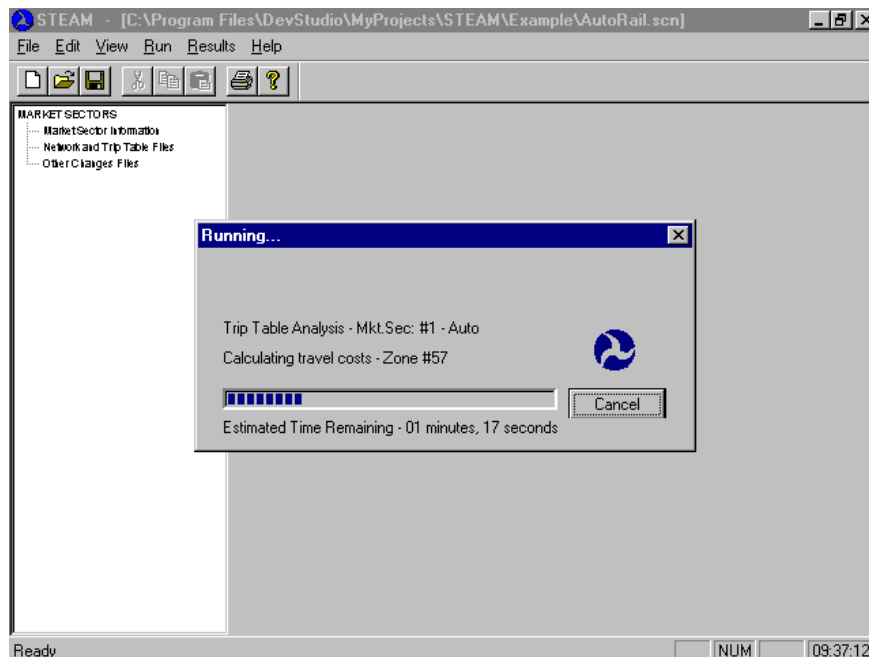 STEAM - [C:\Program Files\DevStudio\MyProjects\STEAM\Example\AutoRail.scn]
File Edit View Run Results Help
MARKET SECTORS
Market Sector Information
Network and Trip Table Files
Other Changes Files
Running...
Trip Table Analysis - Mkt.Sec: #1 - Auto
Calculating travel costs - Zone #57
Cancel
Estimated Time Remaining - 01 minutes, 17 seconds
Ready NUM 09:37:12